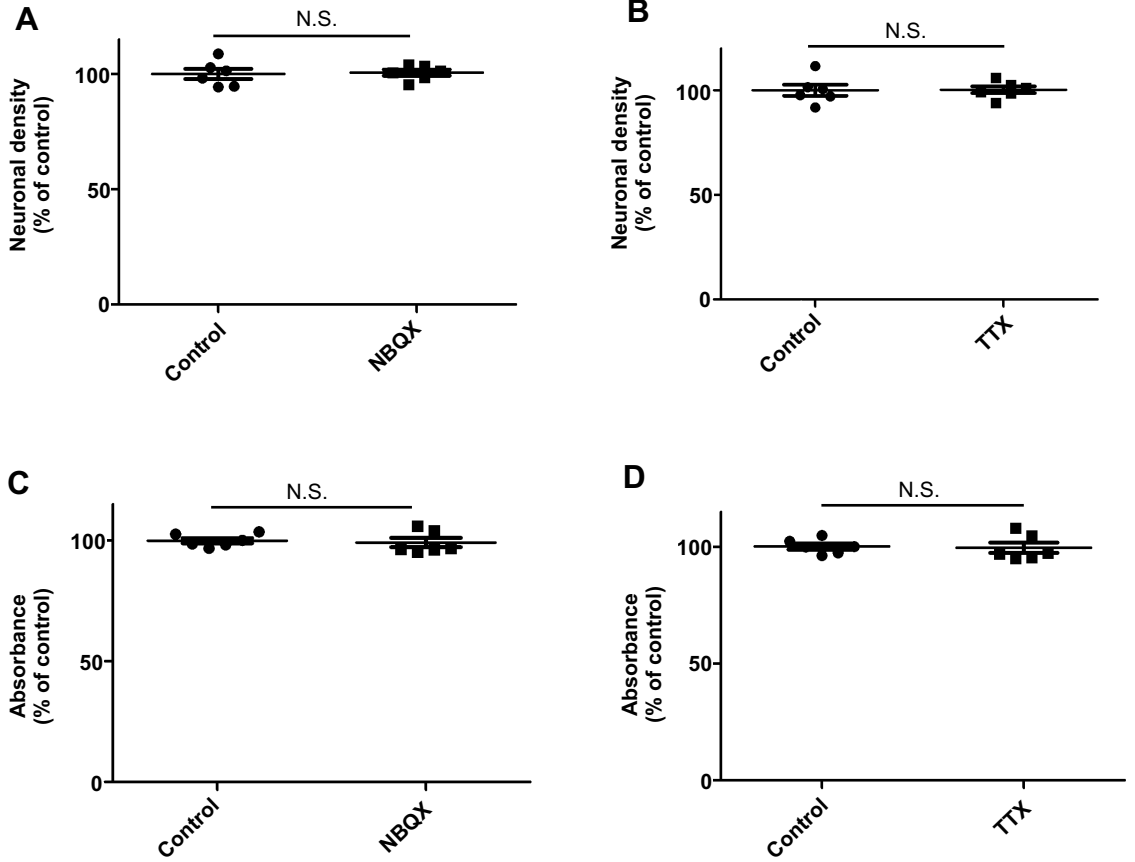 A
N.S.
Neuronal density
(% of control)
100
50
0
Control
NBQX
B
N.S.
Neuronal density
(% of control)
100
50
0
Control
TTX
C
N.S.
Absorbance
(% of control)
100
50
0
Control
NBQX
D
N.S.
Absorbance
(% of control)
100
50
0
Control
TTX